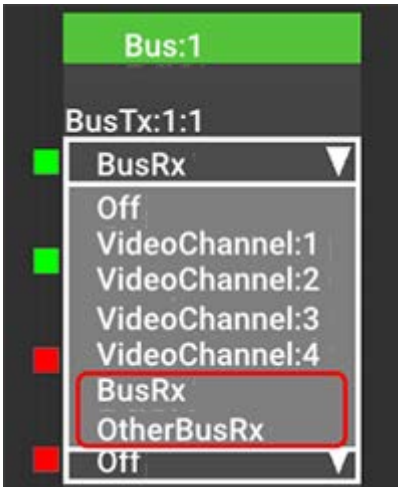 Bus:1
BusTx:1:1
BusRx
Off
VideoChannel:1
VideoChannel:2
VideoChannel:3
VideoChannel:4
BusRx
OtherBusRx
Off